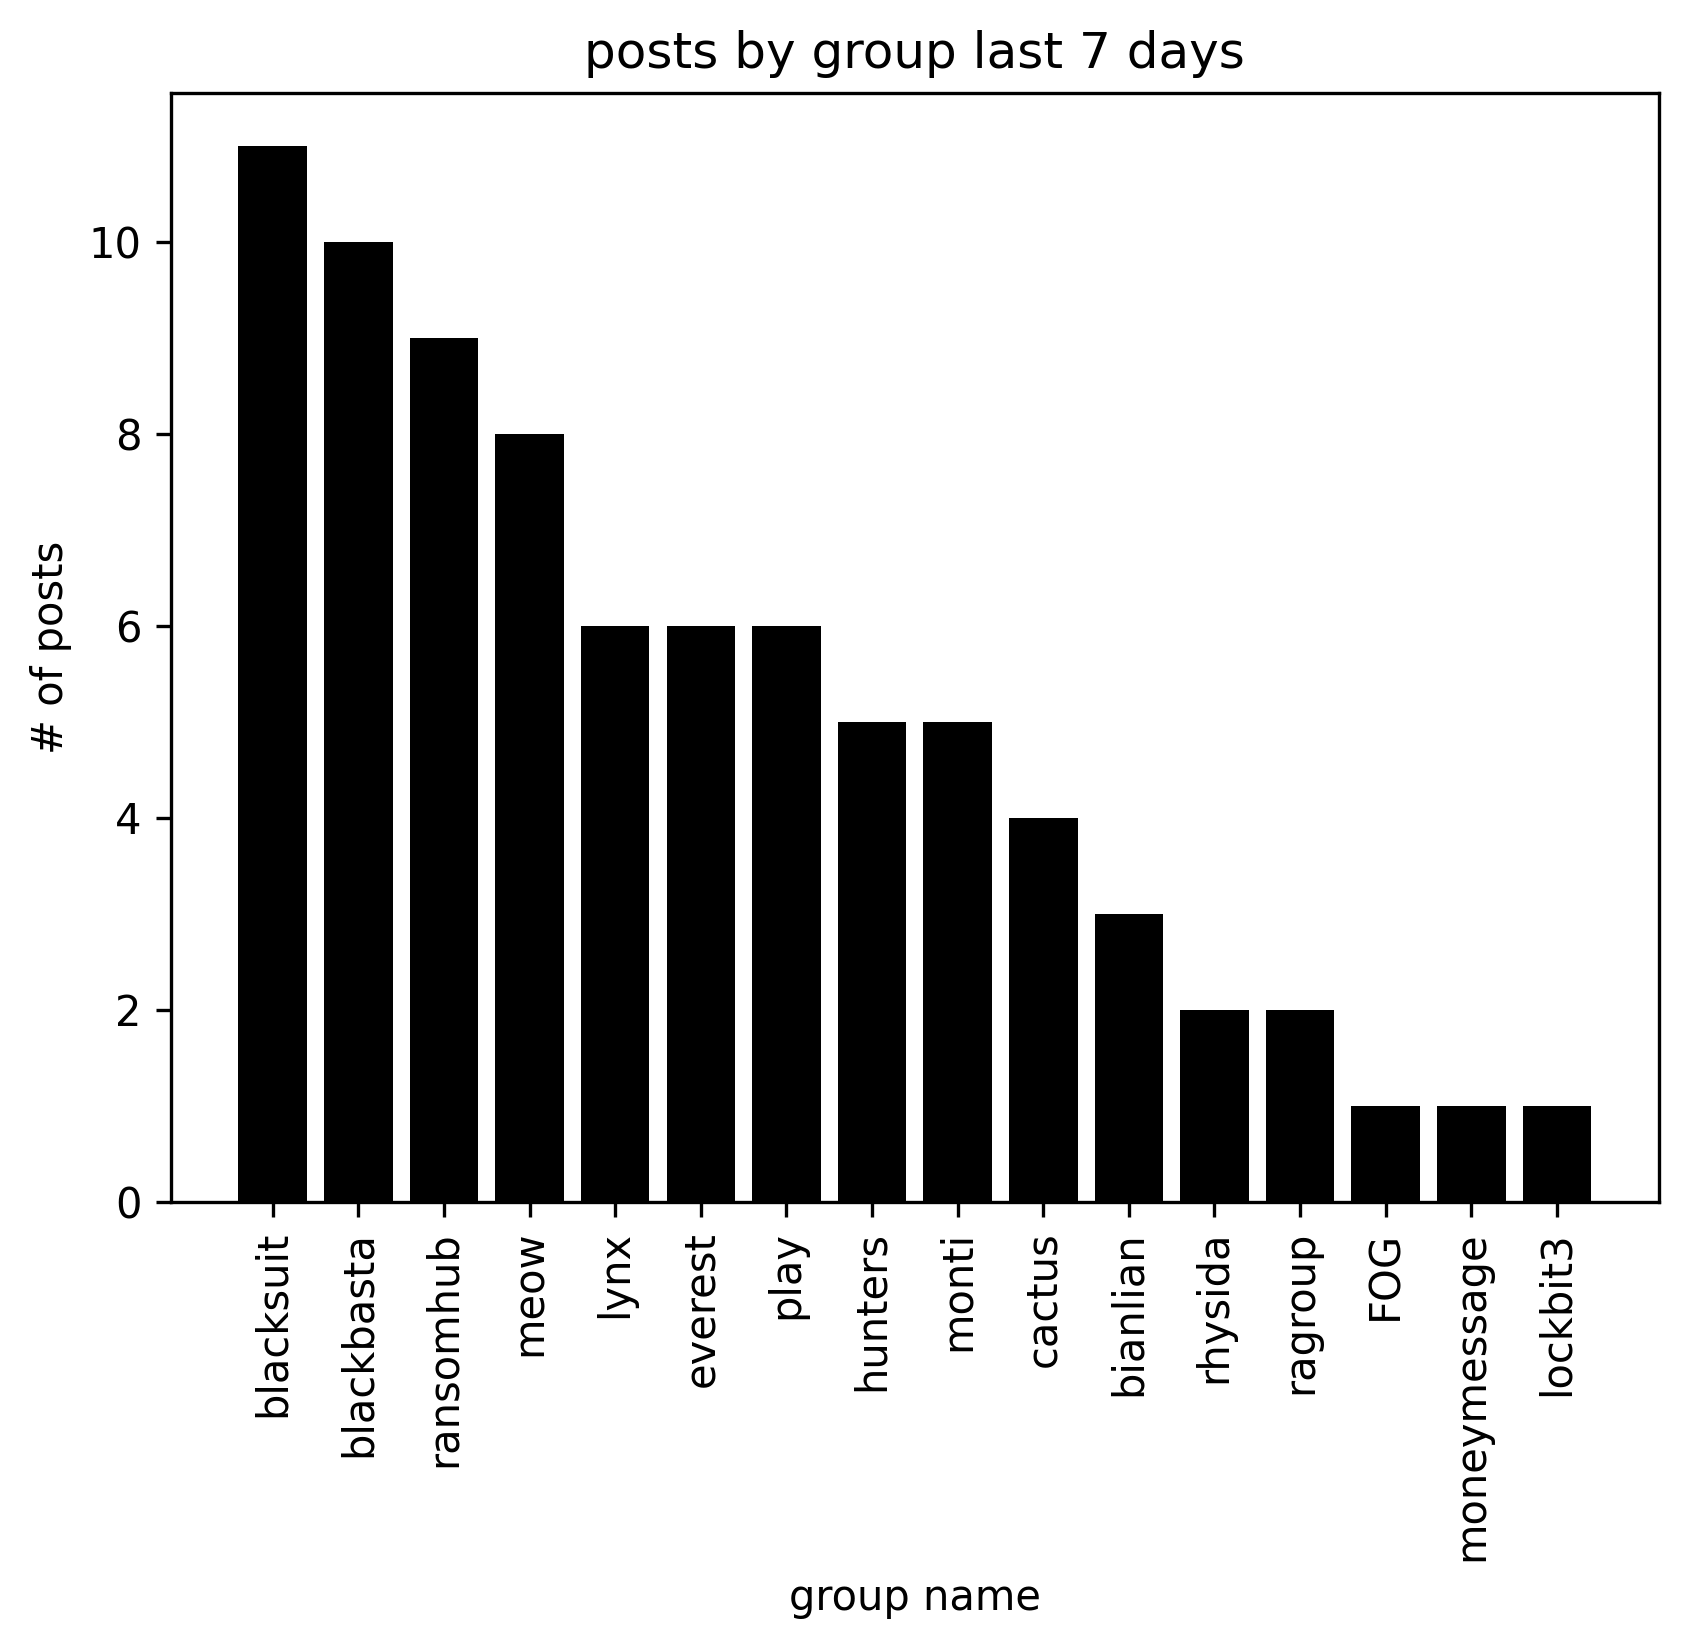 posts by group last 7 days
10
8
6
4
2
0
# of posts
blacksuit
blackbasta
ransomhub
meow
lynx
everest
play
hunters
monti
cactus
bianlian
rhysida
ragroup
FOG
moneymessage
lockbit3
group name